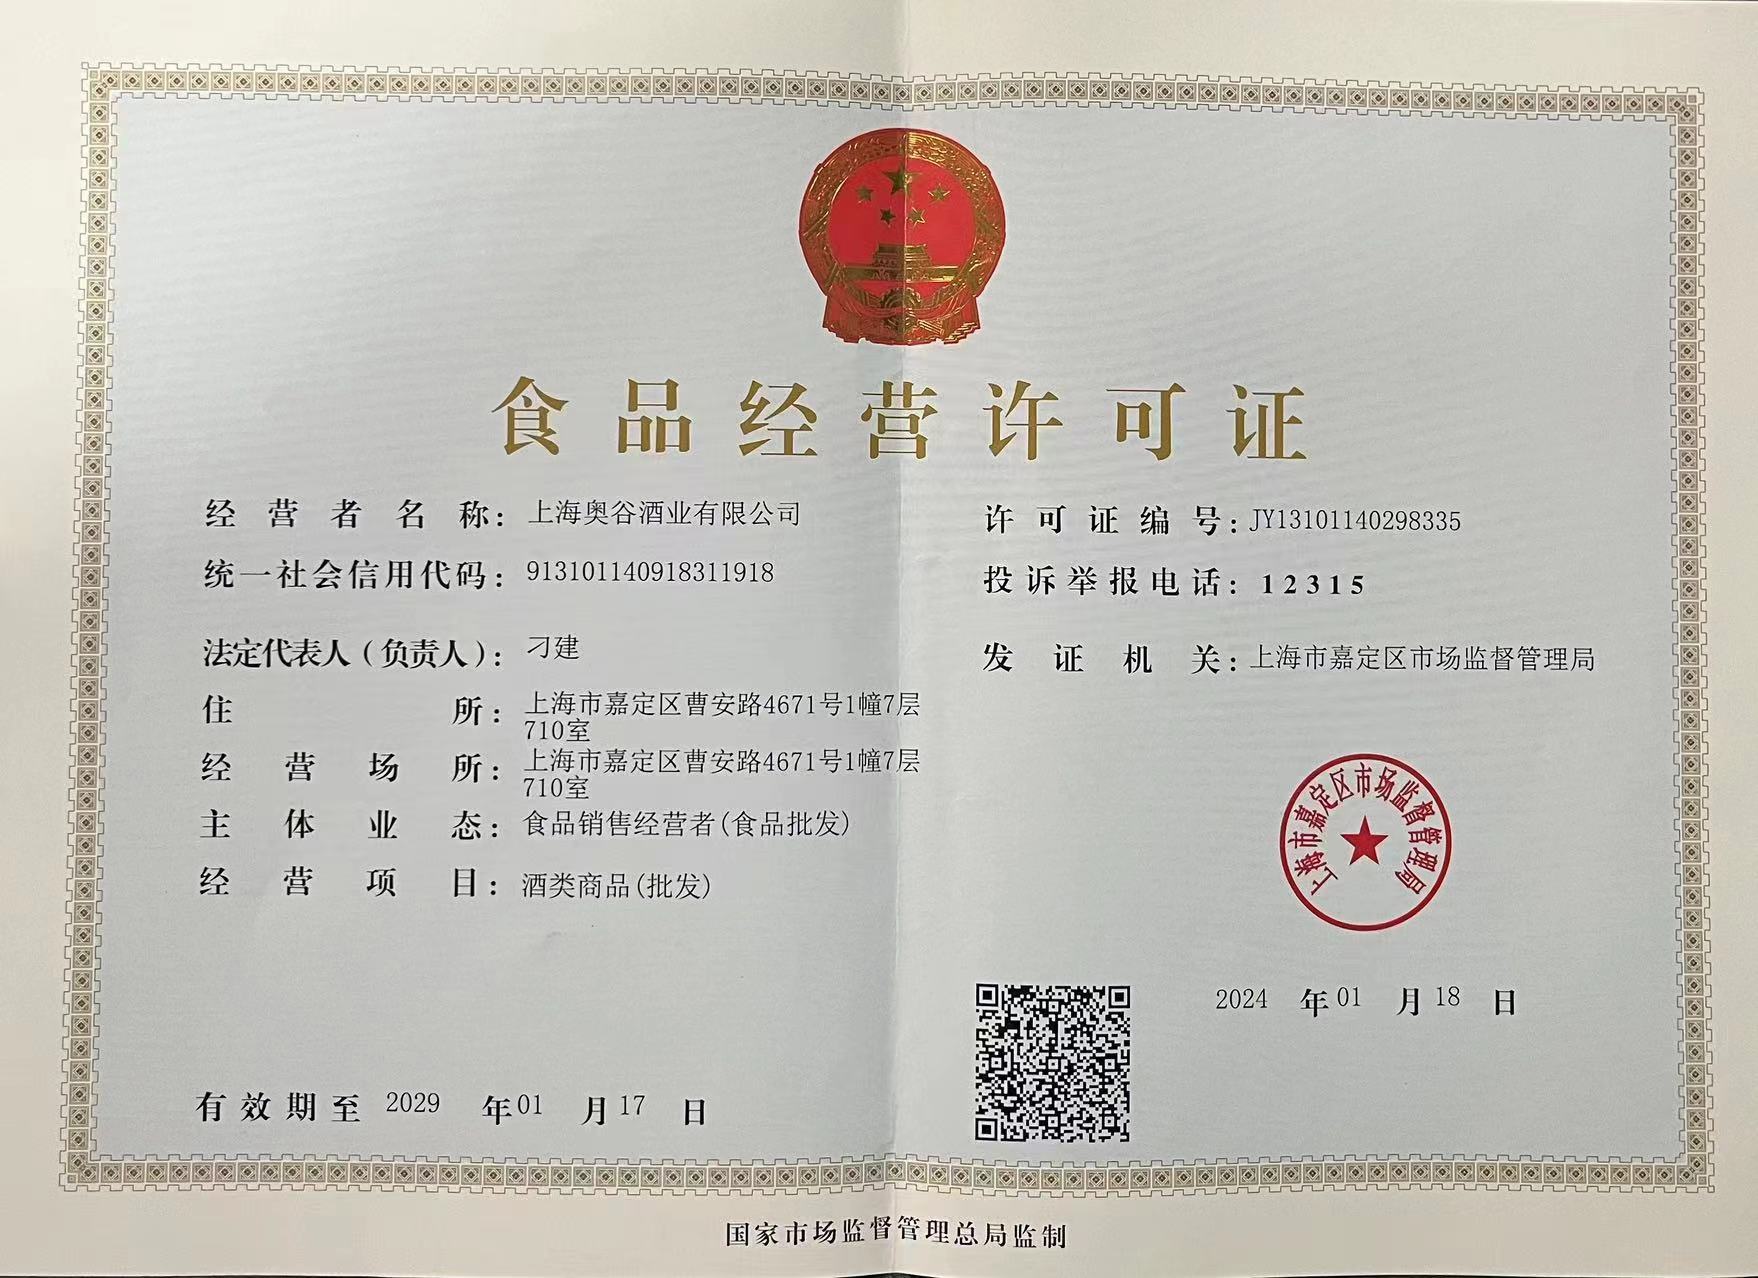 食品经营许可证
经营者名称：上海奥谷酒业有限公司
统一社会信用代码：913101140918311918
法定代表人（负责人）：刁建
住所：上海市嘉定区曹安路4671号1幢7层
710室
经营场所：上海市嘉定区曹安路4671号1幢7层
710室
主体业态：食品销售经营者(食品批发)
经营项目：酒类商品(批发)
有效期至 2029 年 01 月 17 日
许可证编号：JY13101140298335
投诉举报电话：12315
发证机关：上海市嘉定区市场监督管理局
上海市嘉定区市场监督管理局
2024 年 01 月 18 日
国家市场监督管理总局监制